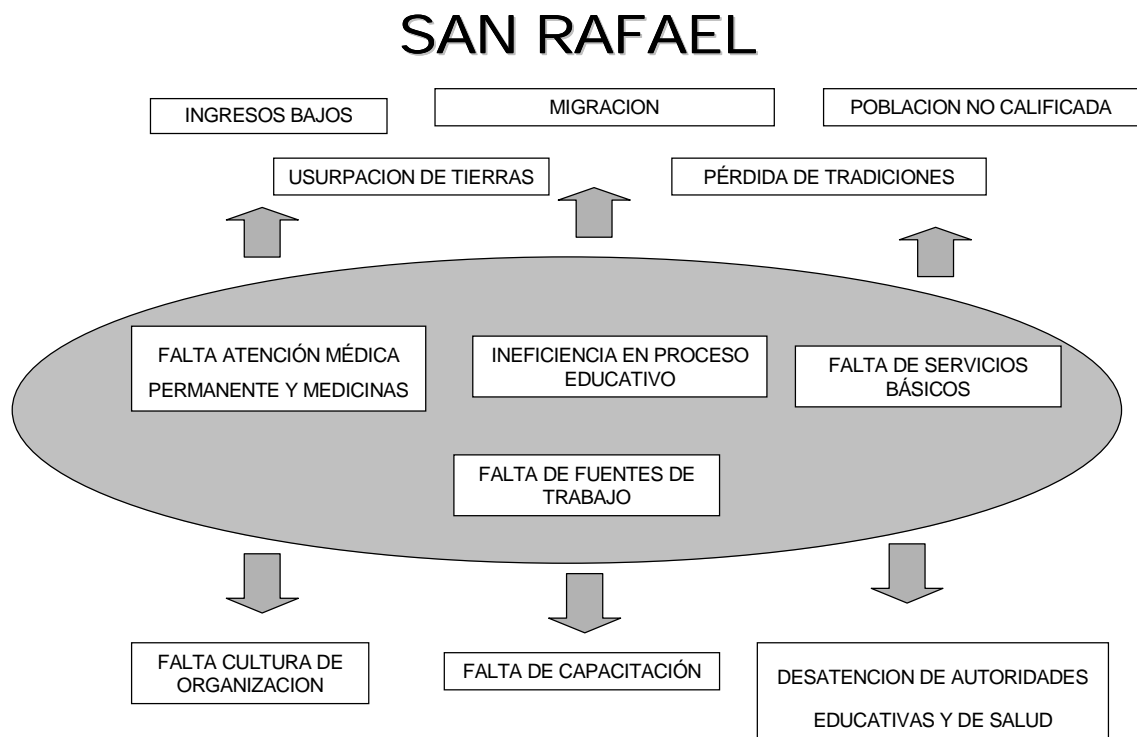 SAN RAFAEL
INGRESOS BAJOS
MIGRACION
POBLACION NO CALIFICADA
USURPACION DE TIERRAS
PÉRDIDA DE TRADICIONES
FALTA ATENCIÓN MÉDICA
PERMANENTE Y MEDICINAS
INEFICIENCIA EN PROCESO
EDUCATIVO
FALTA DE SERVICIOS
BÁSICOS
FALTA DE FUENTES DE
TRABAJO
FALTA CULTURA DE
ORGANIZACION
FALTA DE CAPACITACIÓN
DESATENCION DE AUTORIDADES
EDUCATIVAS Y DE SALUD